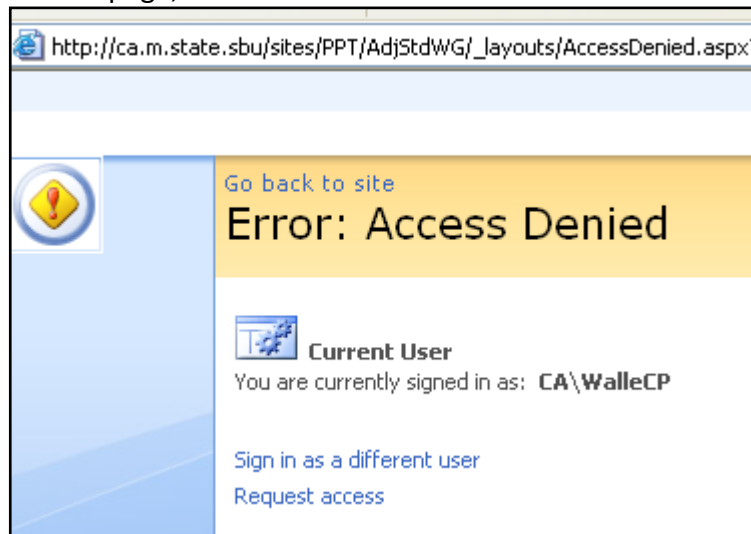 http://ca.m.state.sbu/sites/PPT/AdjStdWG/_layouts/AccessDenied.aspx
Go back to site
Error: Access Denied
Current User
You are currently signed in as: CA\WalleCP
Sign in as a different user
Request access